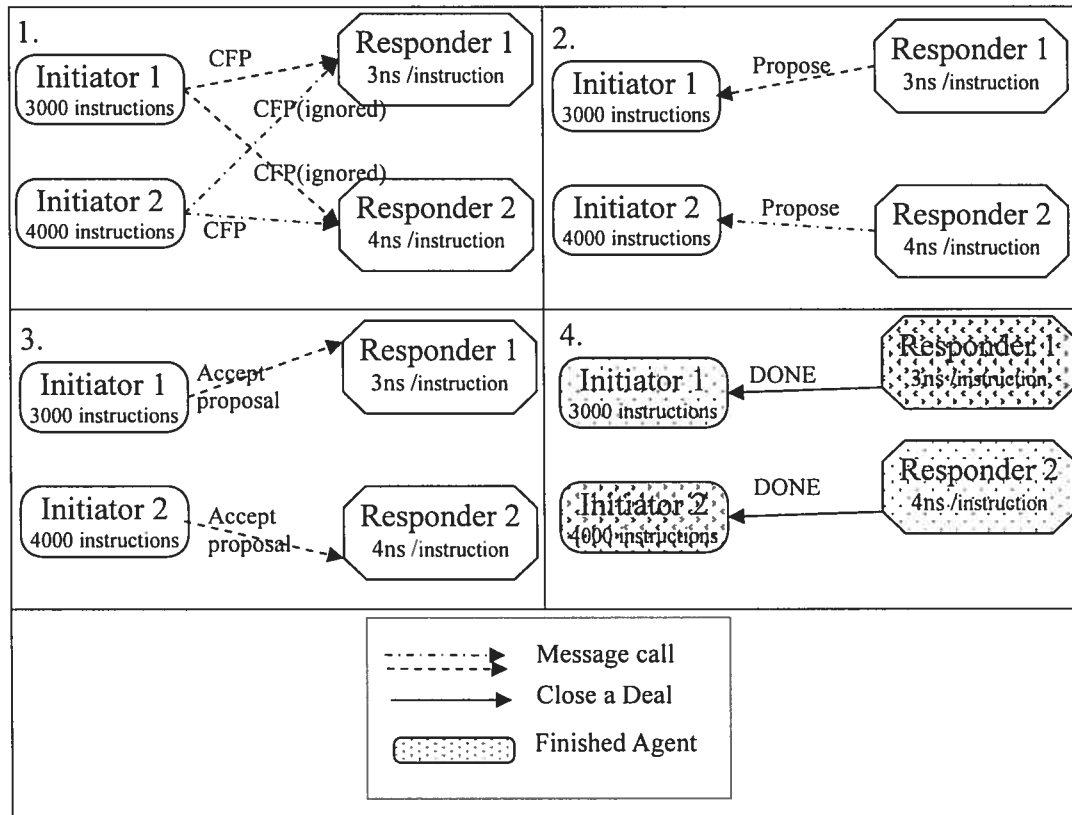 1.
Initiator 1
3000 instructions
CFP
Responder 1
3ns /instruction
CFP(ignored)
CFP(ignored)
Initiator 2
4000 instructions
CFP
Responder 2
4ns /instruction
2.
Initiator 1
3000 instructions
Propose
Responder 1
3ns /instruction
Initiator 2
4000 instructions
Propose
Responder 2
4ns /instruction
3.
Initiator 1
3000 instructions
Accept
proposal
Responder 1
3ns /instruction
Initiator 2
4000 instructions
Accept
proposal
Responder 2
4ns /instruction
4.
Initiator 1
3000 instructions
DONE
Responder 1
3ns /instruction
Initiator 2
4000 instructions
DONE
Responder 2
4ns /instruction
Message call
Close a Deal
Finished Agent